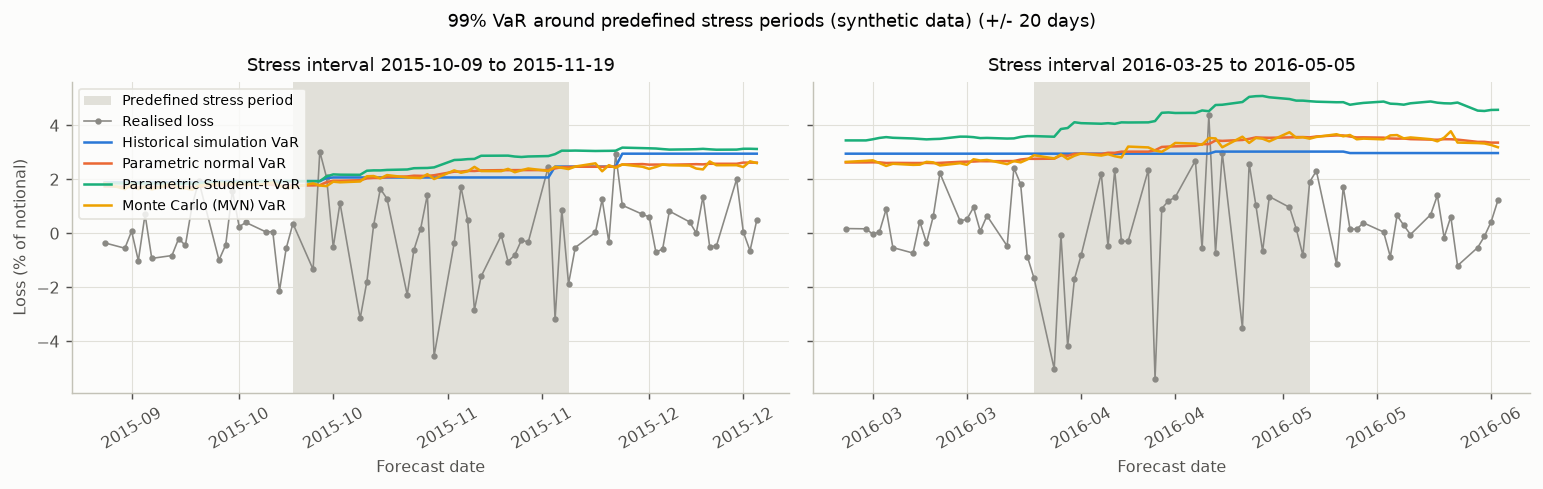 99% VaR around predefined stress periods (synthetic data) (+/- 20 days)
Stress interval 2015-10-09 to 2015-11-19
Stress interval 2016-03-25 to 2016-05-05
Predefined stress period
Realised loss
Historical simulation VaR
Parametric normal VaR
Parametric Student-t VaR
Monte Carlo (MVN) VaR
Loss (% of notional)
4
2
0
−2
−4
2015-09
2015-10
2015-10
2015-11
2015-11
2015-12
2015-12
2016-03
2016-03
2016-04
2016-04
2016-05
2016-05
2016-06
Forecast date
Forecast date